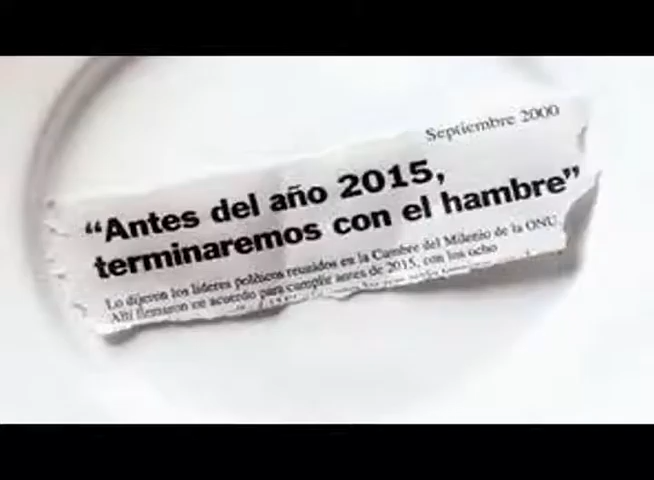 Septiembre 2000
“Antes del año 2015,
terminaremos con el hambre”
Lo dijeron los líderes políticos reunidos en la Cumbre del Milenio de la ONU.
Allí firmaron un acuerdo para cumplir antes de 2015, con los ocho